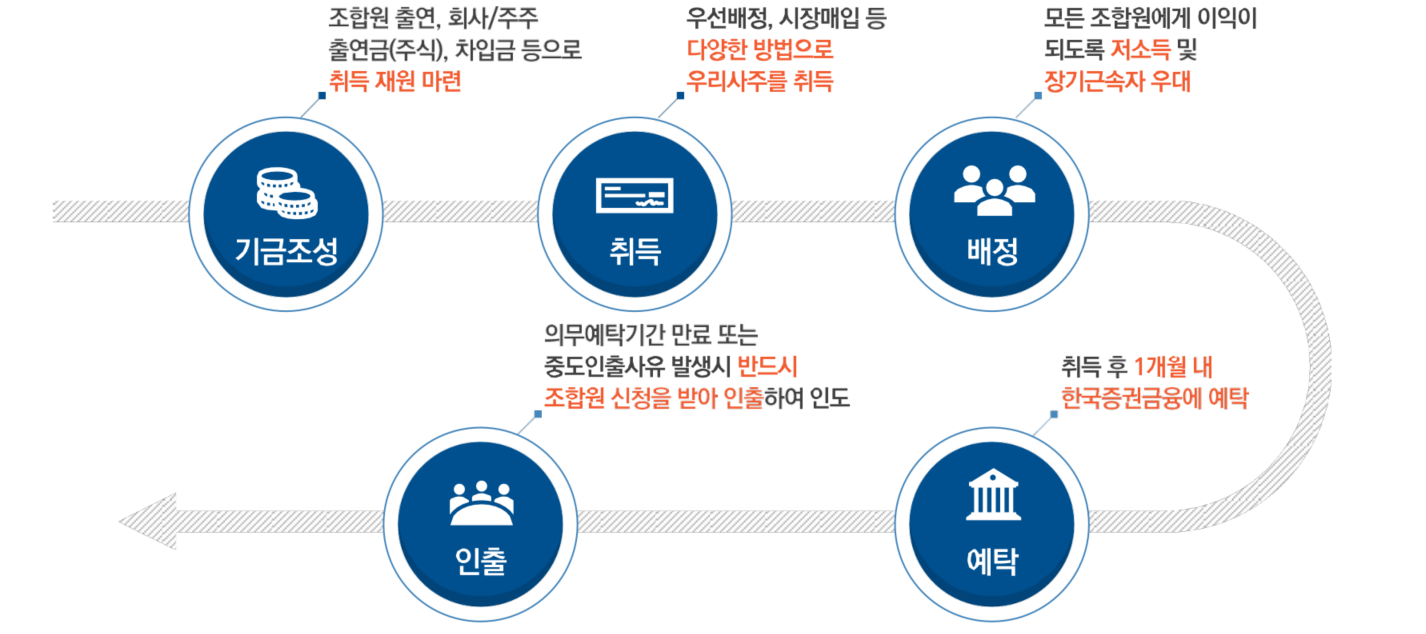 조합원 출연, 회사/주주
출연금(주식), 차입금 등으로
취득 재원 마련
기금조성
우선배정, 시장매입 등
다양한 방법으로
우리사주를 취득
취득
모든 조합원에게 이익이
되도록 저소득 및
장기근속자 우대
배정
취득 후 1개월 내
한국증권금융에 예탁
예탁
의무예탁기간 만료 또는
중도인출사유 발생시 반드시
조합원 신청을 받아 인출하여 인도
인출